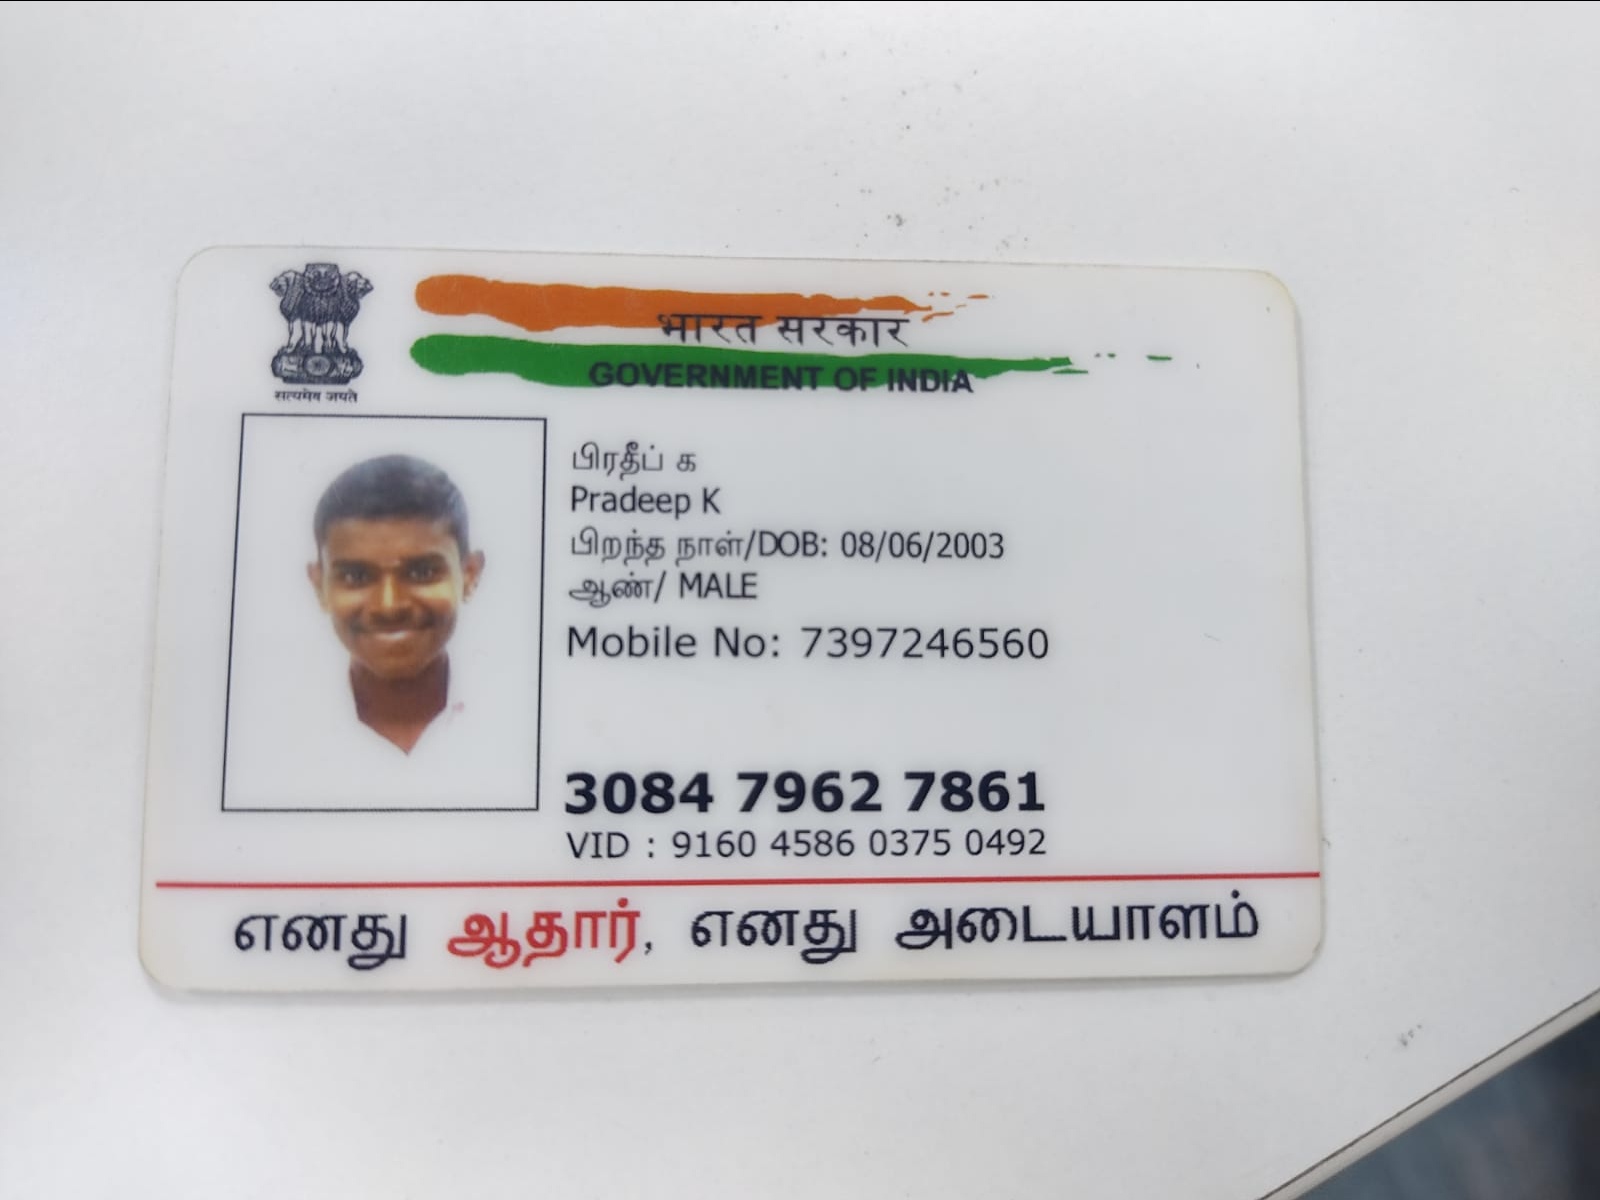 भारत सरकार
GOVERNMENT OF INDIA
सत्यमेव जयते
பிரதீப் க
Pradeep K
பிறந்த நாள்/DOB: 08/06/2003
ஆண்/ MALE
Mobile No: 7397246560
3084 7962 7861
VID : 9160 4586 0375 0492
எனது ஆதார், எனது அடையாளம்